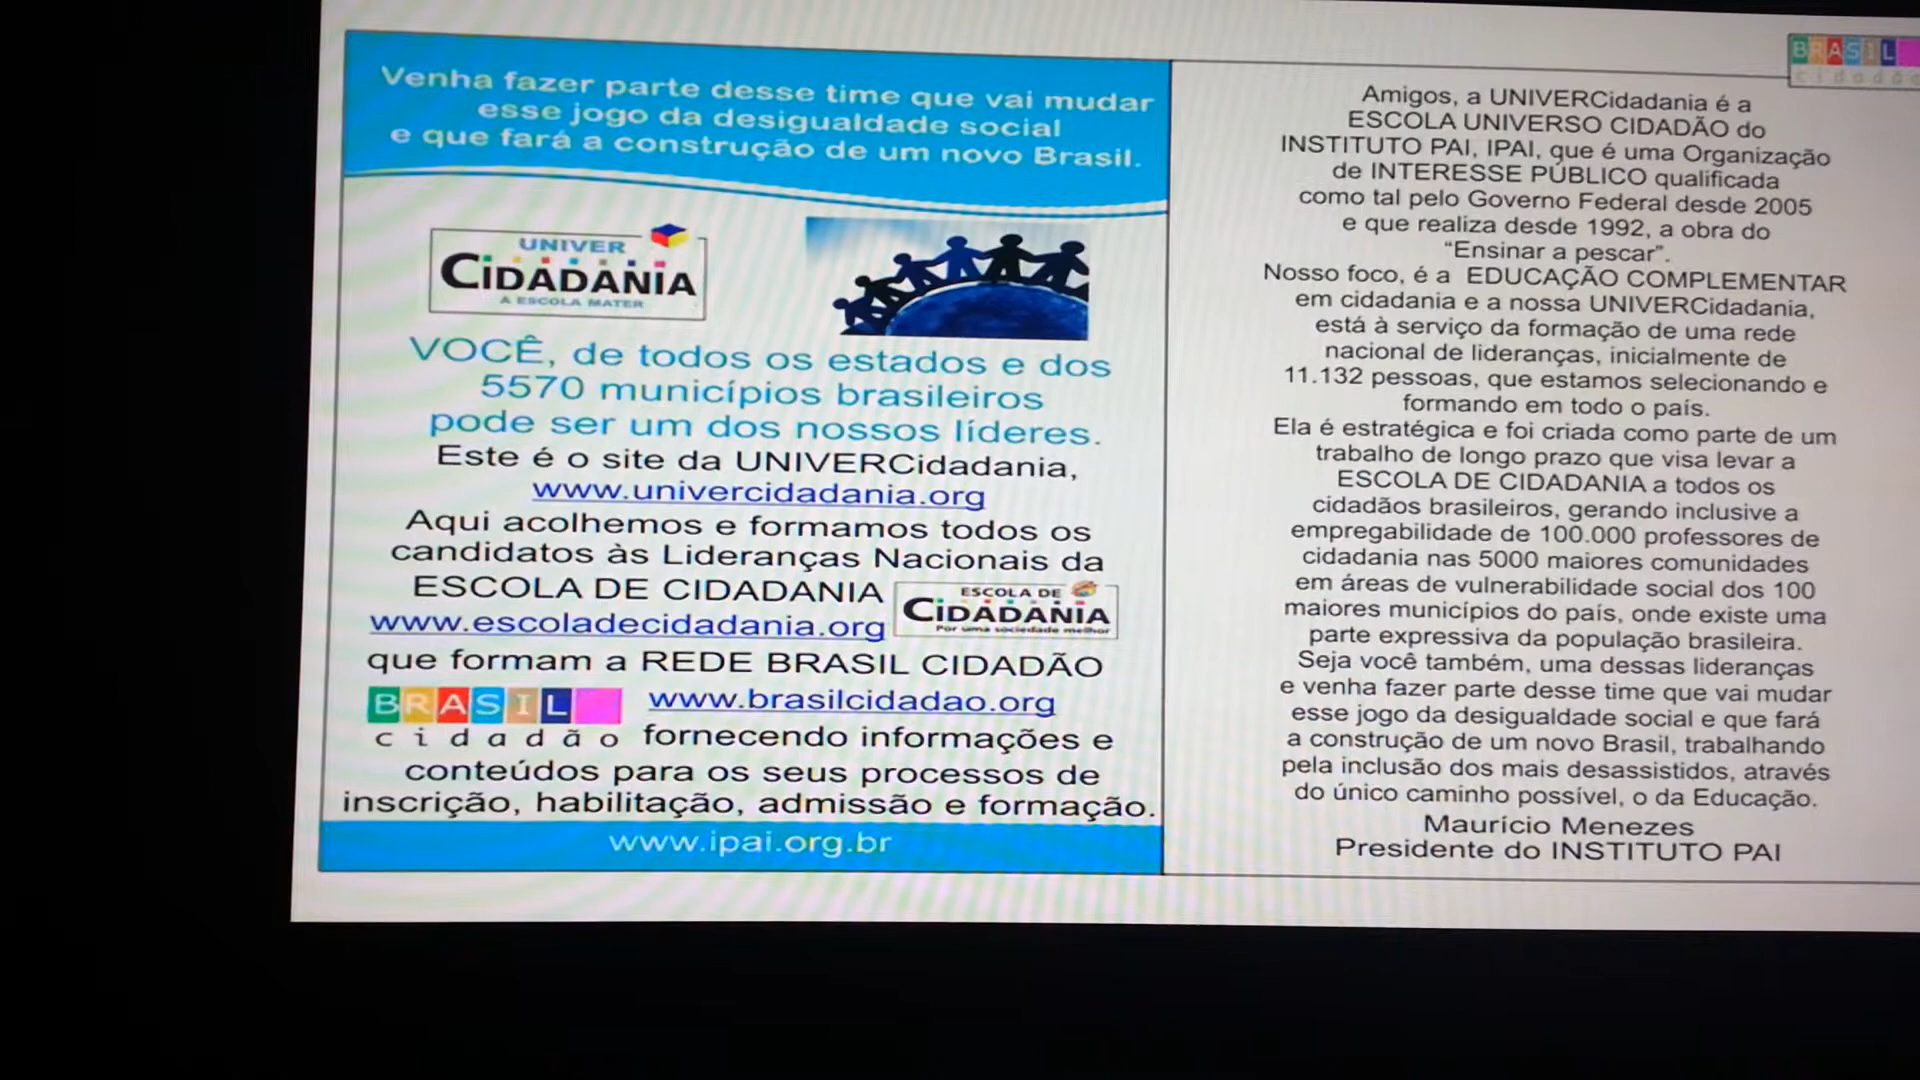 Venha fazer parte desse time que vai mudar
esse jogo da desigualdade social
e que fará a construção de um novo Brasil.
UNIVER
CIDADANIA
A ESCOLA MATER
VOCÊ, de todos os estados e dos
5570 municípios brasileiros
pode ser um dos nossos líderes.
Este é o site da UNIVERCidadania,
www.univercidadania.org
Aqui acolhemos e formamos todos os
candidatos às Lideranças Nacionais da
ESCOLA DE CIDADANIA
ESCOLA DE
CIDADANIA
Por uma sociedade melhor
www.escoladecidadania.org
que formam a REDE BRASIL CIDADÃO
BRASIL
cidadão
www.brasilcidadao.org
fornecendo informações e
conteúdos para os seus processos de
inscrição, habilitação, admissão e formação.
www.ipai.org.br
BRASIL
cidadão
Amigos, a UNIVERCidadania é a
ESCOLA UNIVERSO CIDADÃO do
INSTITUTO PAI, IPAI, que é uma Organização
de INTERESSE PÚBLICO qualificada
como tal pelo Governo Federal desde 2005
e que realiza desde 1992, a obra do
“Ensinar a pescar”.
Nosso foco, é a EDUCAÇÃO COMPLEMENTAR
em cidadania e a nossa UNIVERCidadania,
está à serviço da formação de uma rede
nacional de lideranças, inicialmente de
11.132 pessoas, que estamos selecionando e
formando em todo o país.
Ela é estratégica e foi criada como parte de um
trabalho de longo prazo que visa levar a
ESCOLA DE CIDADANIA a todos os
cidadãos brasileiros, gerando inclusive a
empregabilidade de 100.000 professores de
cidadania nas 5000 maiores comunidades
em áreas de vulnerabilidade social dos 100
maiores municípios do país, onde existe uma
parte expressiva da população brasileira.
Seja você também, uma dessas lideranças
e venha fazer parte desse time que vai mudar
esse jogo da desigualdade social e que fará
a construção de um novo Brasil, trabalhando
pela inclusão dos mais desassistidos, através
do único caminho possível, o da Educação.
Maurício Menezes
Presidente do INSTITUTO PAI